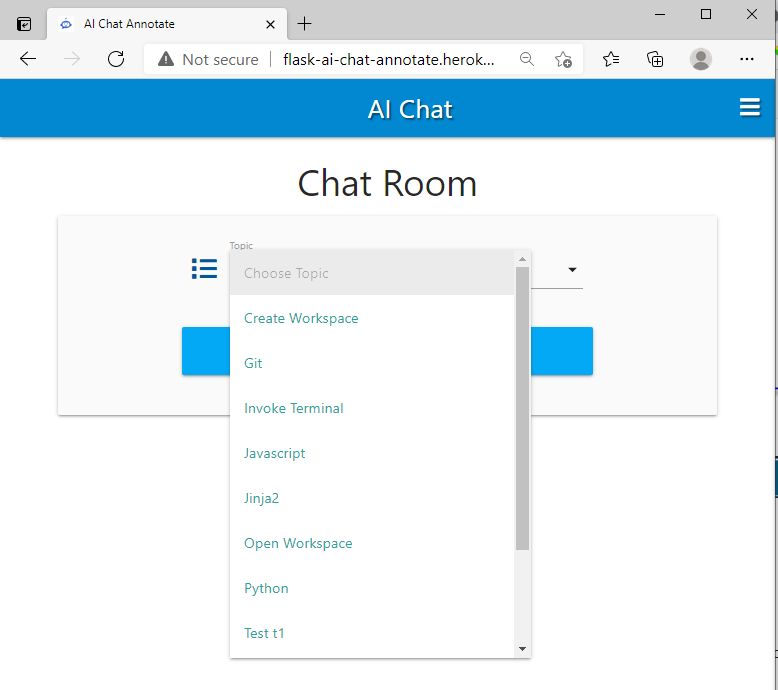 AI Chat Annotate
Not secure
flask-ai-chat-annotate.herok...
AI Chat
Chat Room
Topic
Choose Topic
Create Workspace
Git
Invoke Terminal
Javascript
Jinja2
Open Workspace
Python
Test t1